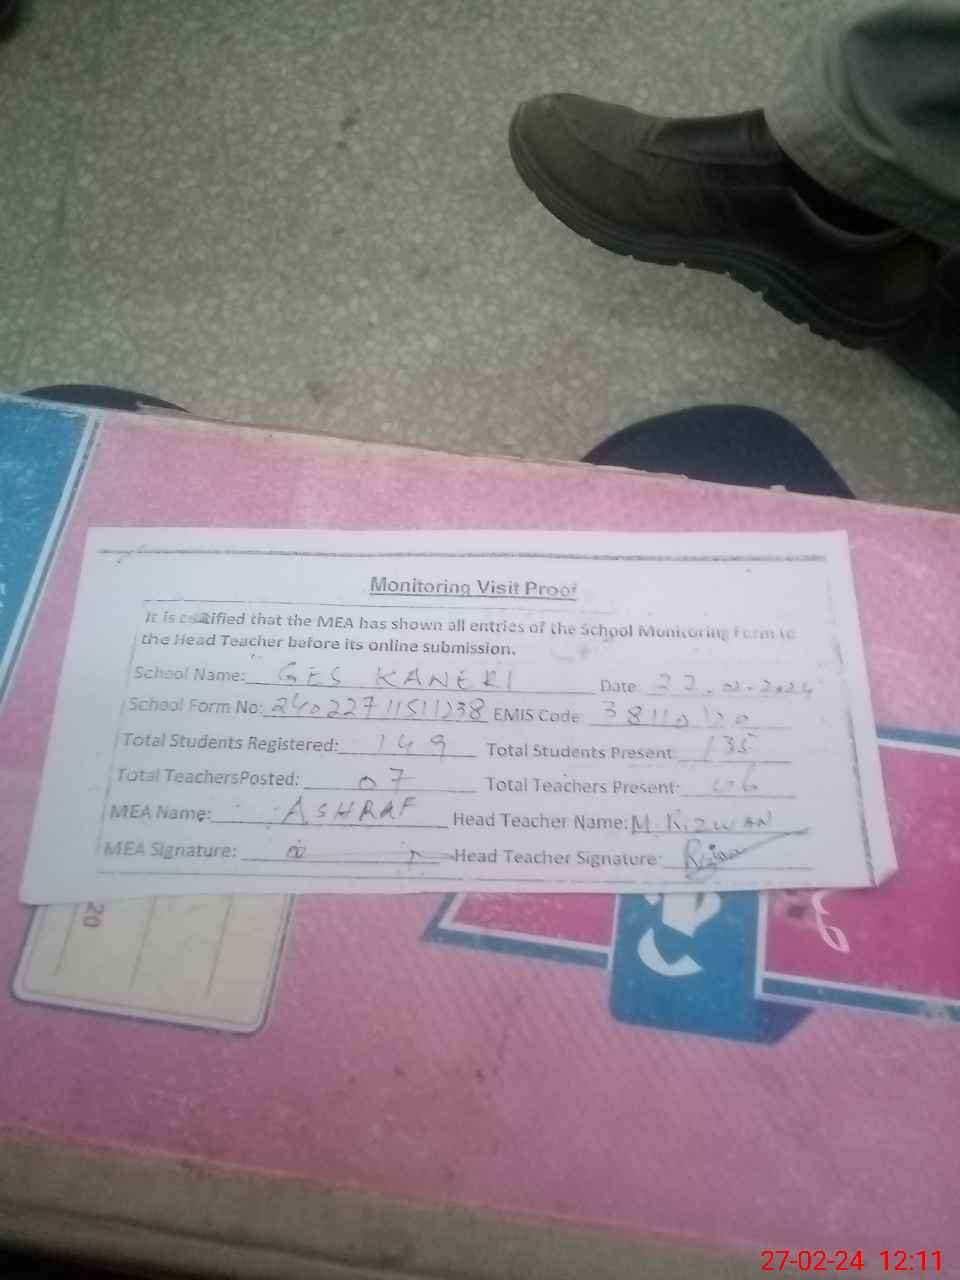 Monitoring Visit Proof
It is certified that the MEA has shown all entries of the School Monitoring Form to
the Head Teacher before its online submission.
School Name: GES KANERI Date: 27.02.2024
School Form No: 24022711511238 EMIS Code: 38110120
Total Students Registered: 149 Total Students Present: 135
Total TeachersPosted: 07 Total Teachers Present: 06
MEA Name: ASHRAF Head Teacher Name: M. RIZWAN
MEA Signature: Head Teacher Signature: Rizwan
20
27-02-24 12:11